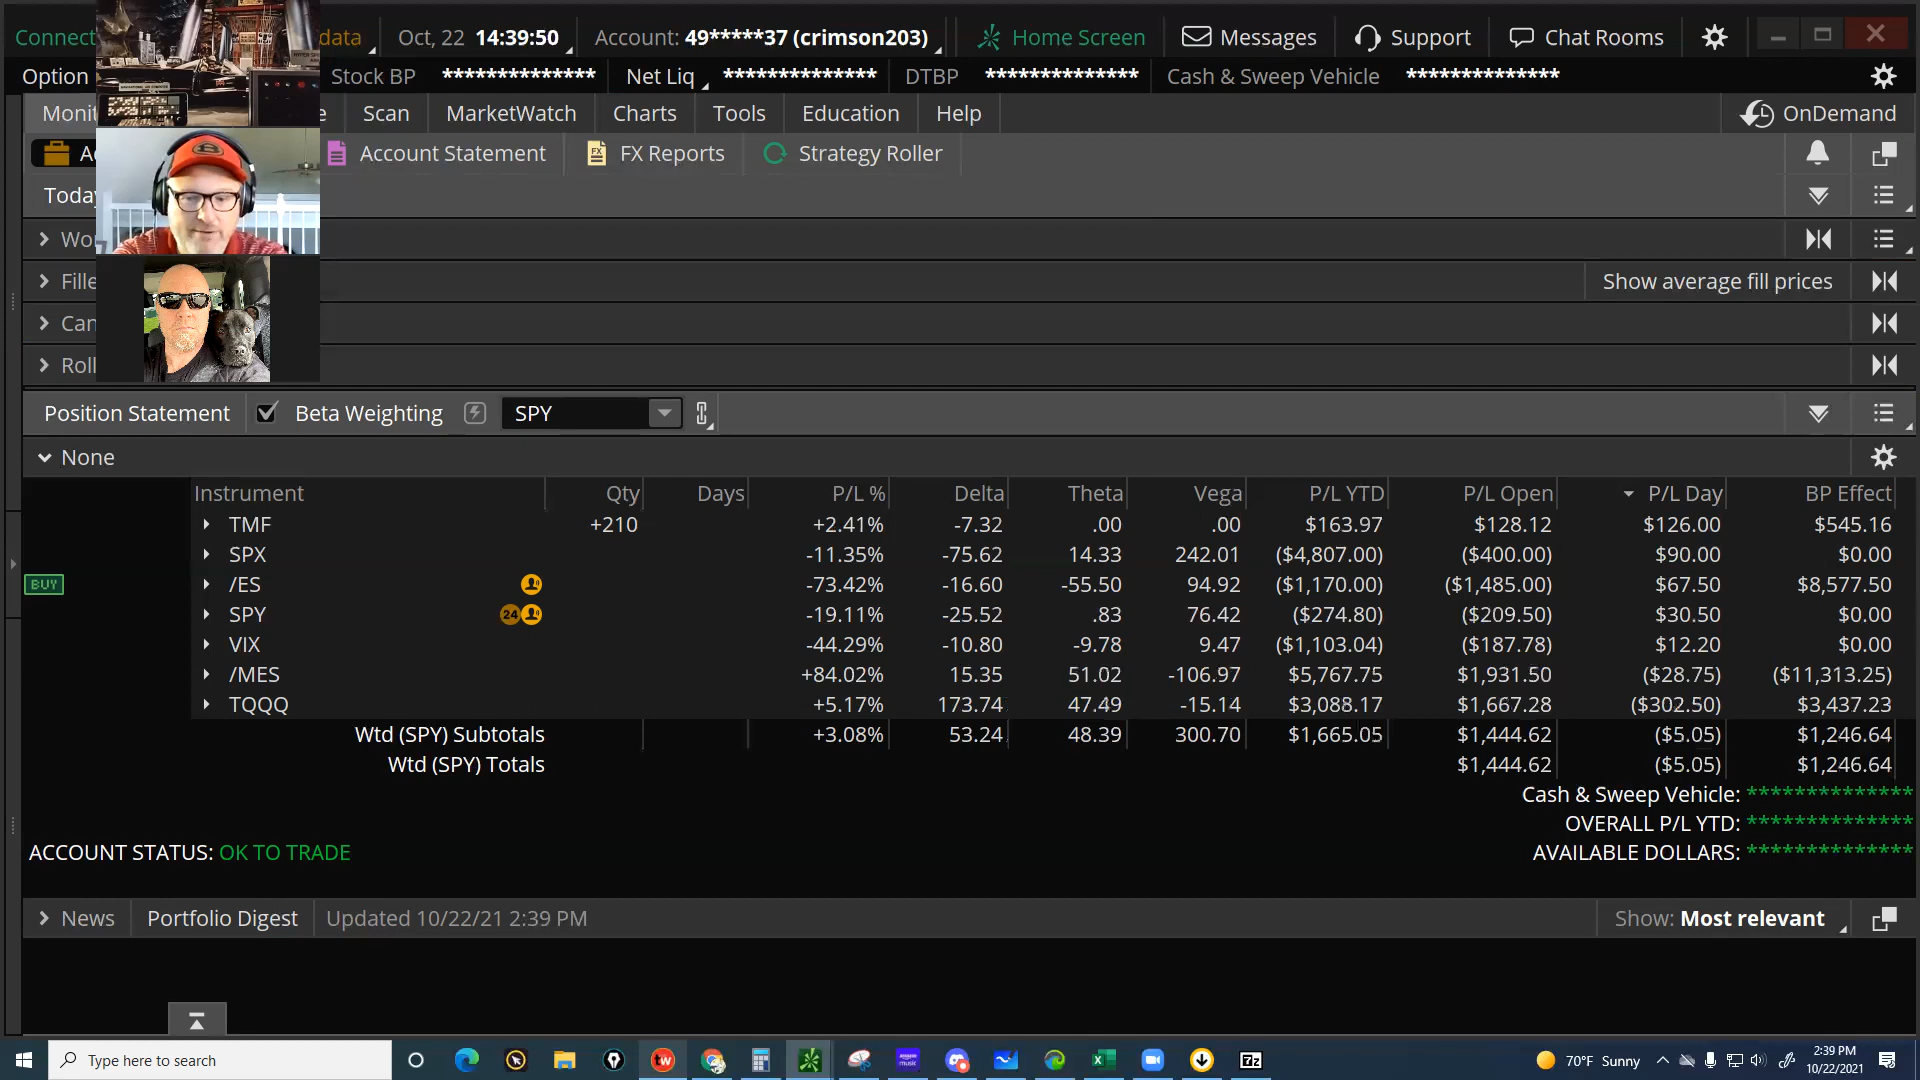 Connect data Oct, 22 14:39:50 Account: 49*****37 (crimson203) Home Screen Messages Support Chat Rooms
Option Stock BP ************** Net Liq ************** DTBP ************** Cash & Sweep Vehicle **************
Monit e Scan MarketWatch Charts Tools Education Help OnDemand
Ac Account Statement FX FX Reports Strategy Roller
Today
Wor
Fille Show average fill prices
Can
Roll
Position Statement Beta Weighting SPY
None
Instrument Qty Days P/L % Delta Theta Vega P/L YTD P/L Open P/L Day BP Effect
TMF +210 +2.41% -7.32 .00 .00 $163.97 $128.12 $126.00 $545.16
SPX -11.35% -75.62 14.33 242.01 ($4,807.00) ($400.00) $90.00 $0.00
BUY /ES -73.42% -16.60 -55.50 94.92 ($1,170.00) ($1,485.00) $67.50 $8,577.50
SPY 24 -19.11% -25.52 .83 76.42 ($274.80) ($209.50) $30.50 $0.00
VIX -44.29% -10.80 -9.78 9.47 ($1,103.04) ($187.78) $12.20 $0.00
/MES +84.02% 15.35 51.02 -106.97 $5,767.75 $1,931.50 ($28.75) ($11,313.25)
TQQQ +5.17% 173.74 47.49 -15.14 $3,088.17 $1,667.28 ($302.50) $3,437.23
Wtd (SPY) Subtotals +3.08% 53.24 48.39 300.70 $1,665.05 $1,444.62 ($5.05) $1,246.64
Wtd (SPY) Totals $1,444.62 ($5.05) $1,246.64
Cash & Sweep Vehicle: **************
OVERALL P/L YTD: **************
ACCOUNT STATUS: OK TO TRADE AVAILABLE DOLLARS: **************
News Portfolio Digest Updated 10/22/21 2:39 PM Show: Most relevant
Type here to search 7z 70°F Sunny 2:39 PM
10/22/2021